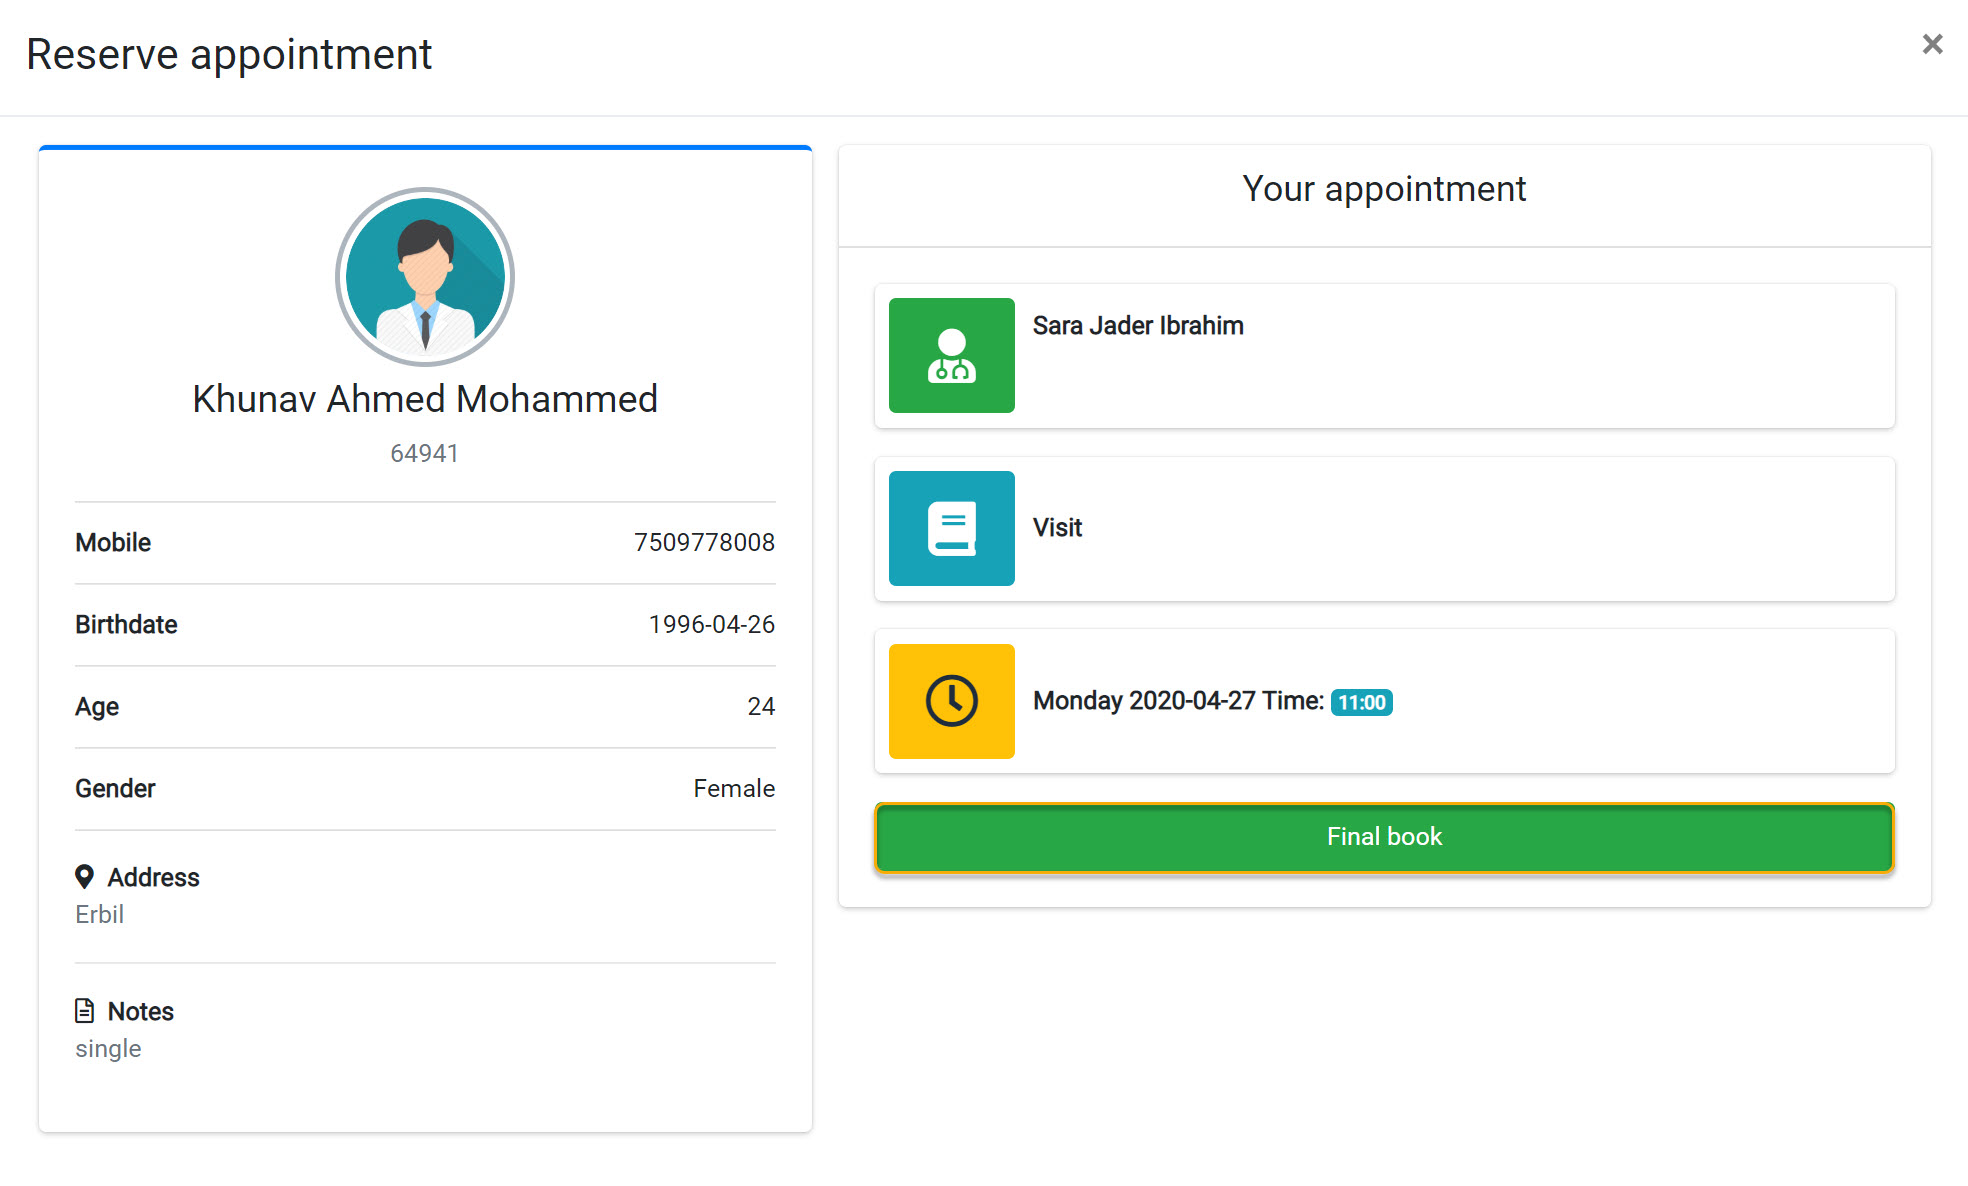 Reserve appointment
×
Khunav Ahmed Mohammed
64941
Mobile 7509778008
Birthdate 1996-04-26
Age 24
Gender Female
Address
Erbil
Notes
single
Your appointment
Sara Jader Ibrahim
Visit
Monday 2020-04-27 Time: 11:00
Final book